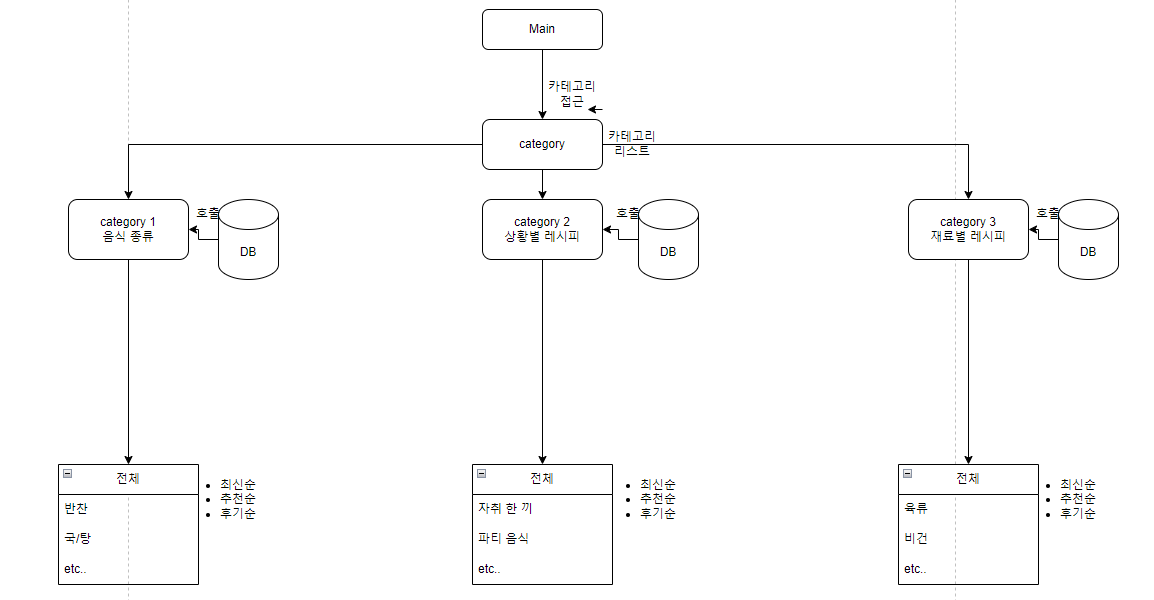 Main
카테고리
접근
category
카테고리
리스트
category 1
음식 종류
호출
DB
category 2
상황별 레시피
호출
DB
category 3
재료별 레시피
호출
DB
전체
반찬
국/탕
etc..
최신순
추천순
후기순
전체
자취 한 끼
파티 음식
etc..
최신순
추천순
후기순
전체
육류
비건
etc..
최신순
추천순
후기순